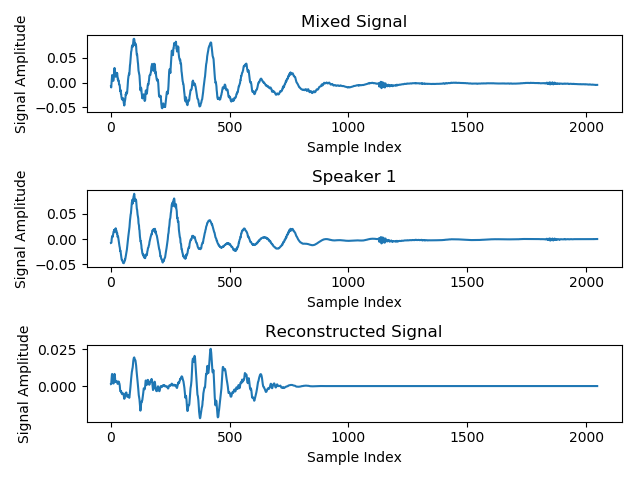 Mixed Signal
Signal Amplitude
0.05
0.00
−0.05
0 500 1000 1500 2000
Sample Index
Speaker 1
Signal Amplitude
0.05
0.00
−0.05
0 500 1000 1500 2000
Sample Index
Reconstructed Signal
Signal Amplitude
0.025
0.000
0 500 1000 1500 2000
Sample Index